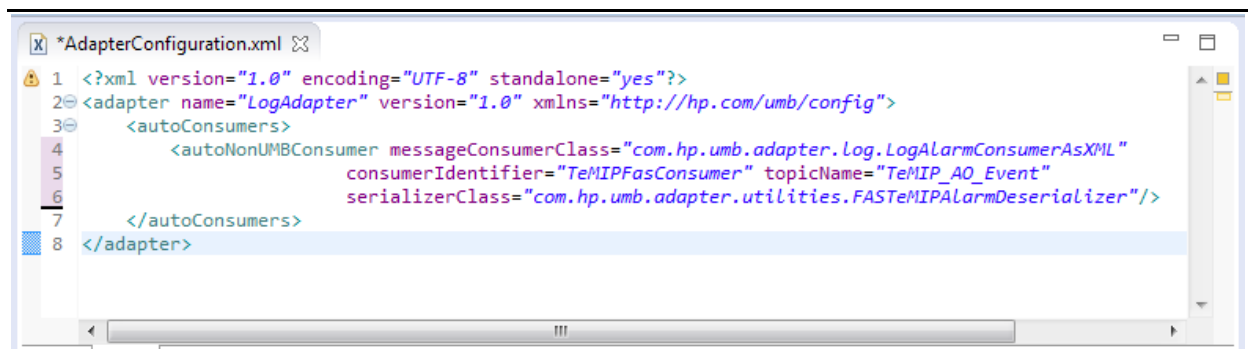 *AdapterConfiguration.xml
1 <?xml version="1.0" encoding="UTF-8" standalone="yes"?>
2 <adapter name="LogAdapter" version="1.0" xmlns="http://hp.com/umb/config">
3 <autoConsumers>
4 <autoNonUMBConsumer messageConsumerClass="com.hp.umb.adapter.log.LogAlarmConsumerAsXML"
5 consumerIdentifier="TeMIPFasConsumer" topicName="TeMIP_AO_Event"
6 serializerClass="com.hp.umb.adapter.utilities.FASTeMIPAlarmDeserializer"/>
7 </autoConsumers>
8 </adapter>